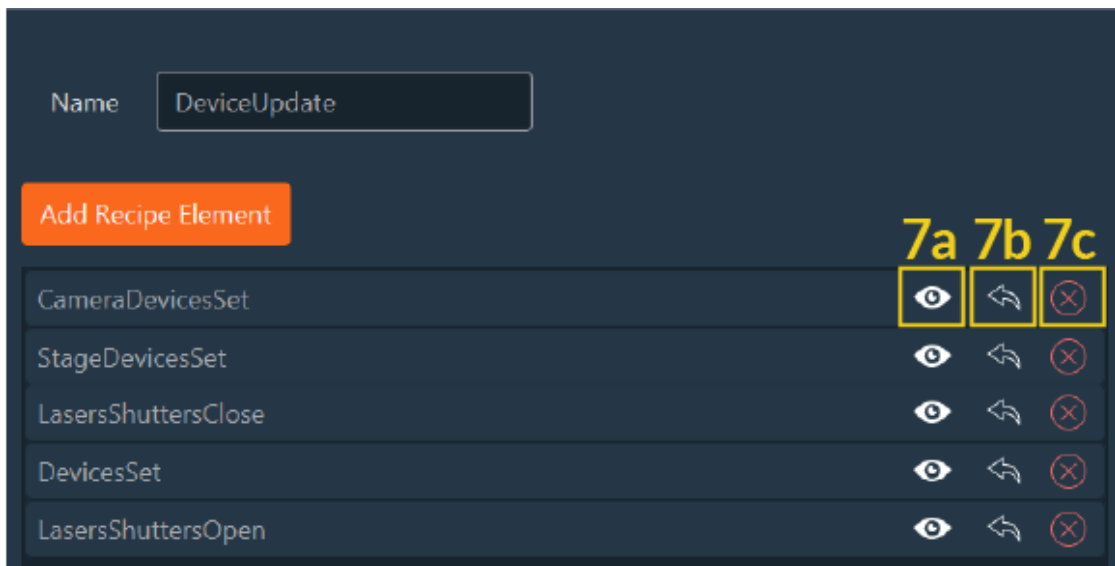 Name DeviceUpdate
Add Recipe Element
7a 7b 7c
CameraDevicesSet
StageDevicesSet
LasersShuttersClose
DevicesSet
LasersShuttersOpen